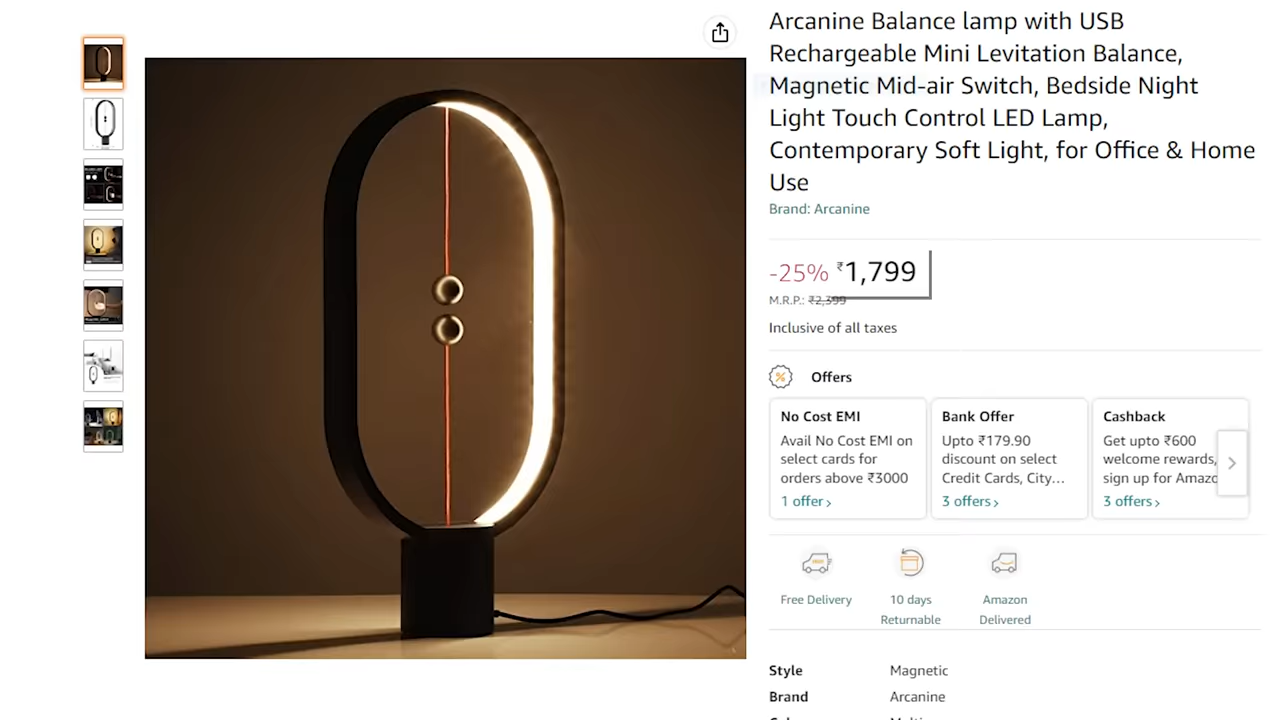 Arcanine Balance lamp with USB
Rechargeable Mini Levitation Balance,
Magnetic Mid-air Switch, Bedside Night
Light Touch Control LED Lamp,
Contemporary Soft Light, for Office & Home
Use
Brand: Arcanine
-25% ₹1,799
M.R.P.: ₹2,399
Inclusive of all taxes
Offers
No Cost EMI
Avail No Cost EMI on
select cards for
orders above ₹3000
1 offer ›
Bank Offer
Upto ₹179.90
discount on select
Credit Cards, City...
3 offers ›
Cashback
Get upto ₹600
welcome rewards,
sign up for
3 offers ›
Free Delivery
10 days
Returnable
Amazon
Delivered
Style Magnetic
Brand Arcanine